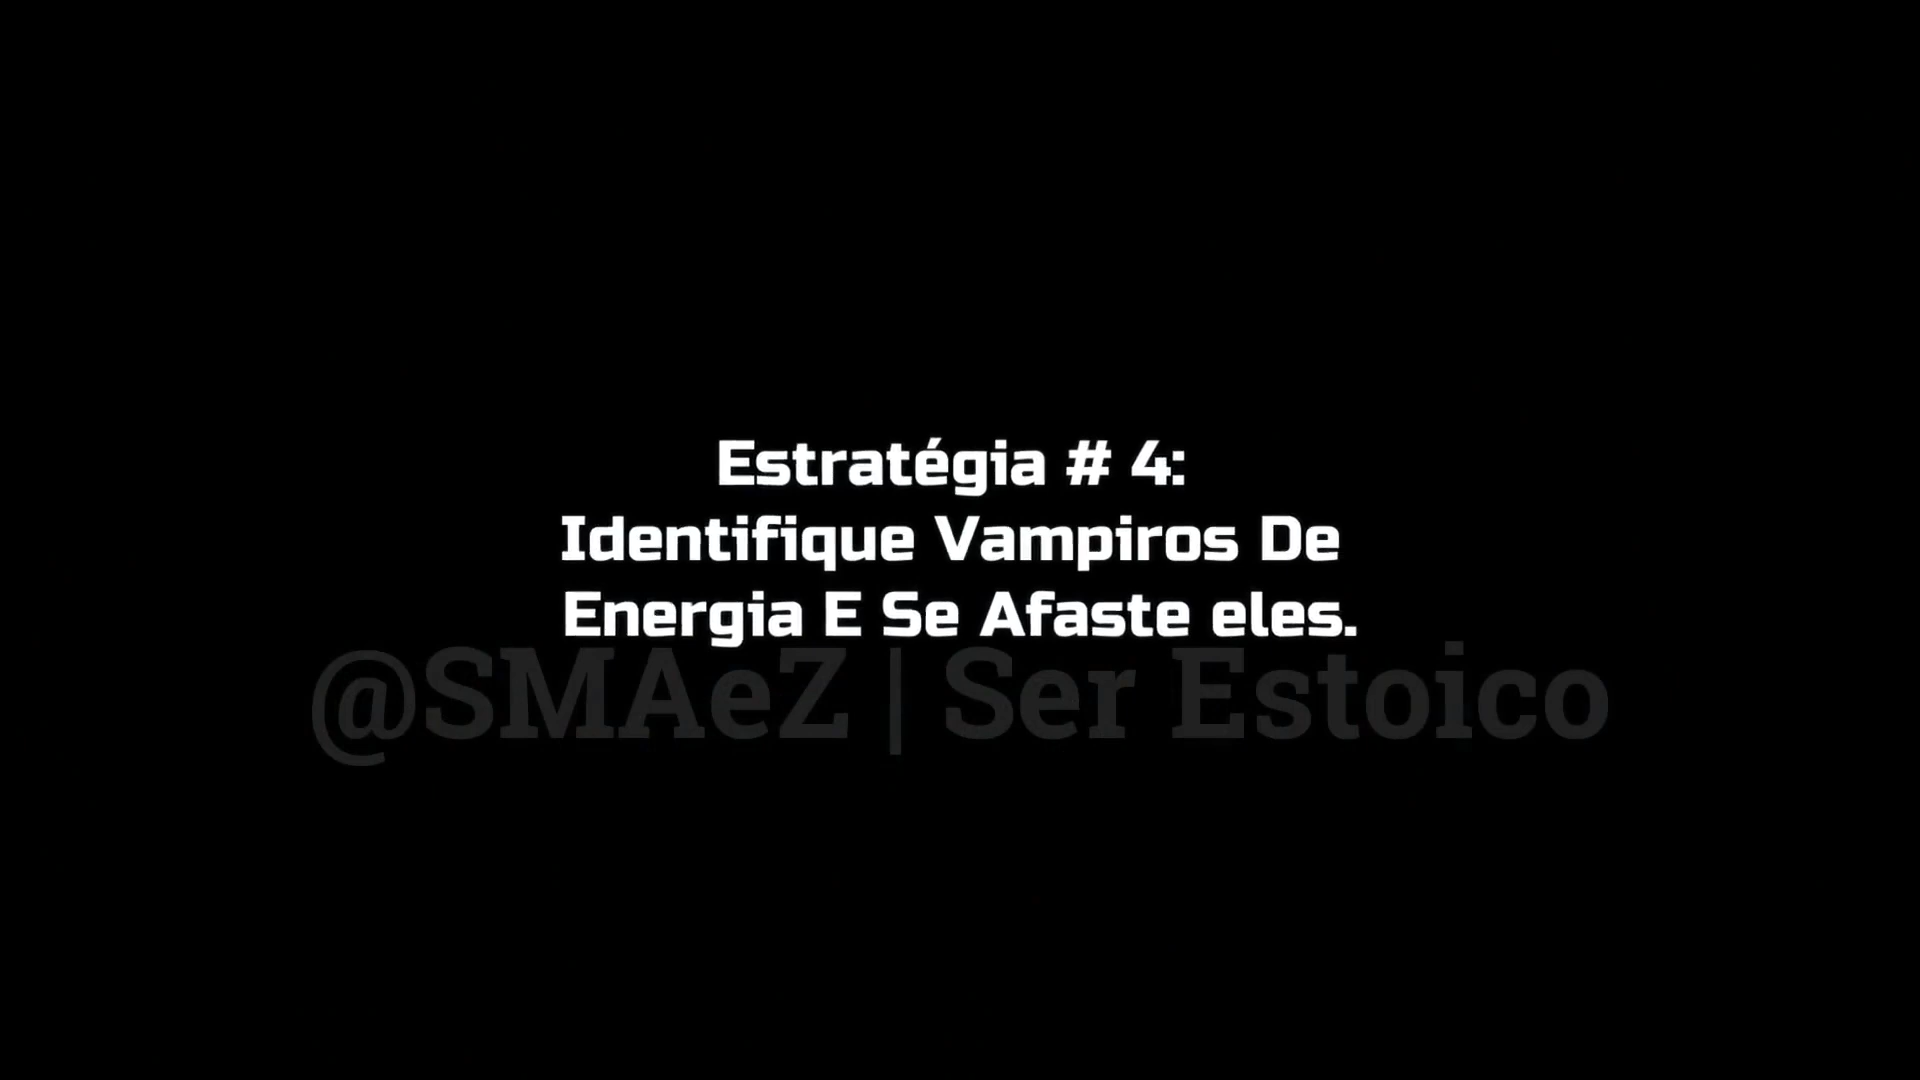 Estratégia # 4:
Identifique Vampiros De
Energia E Se Afaste eles.
@SMAeZ | Ser Estoico